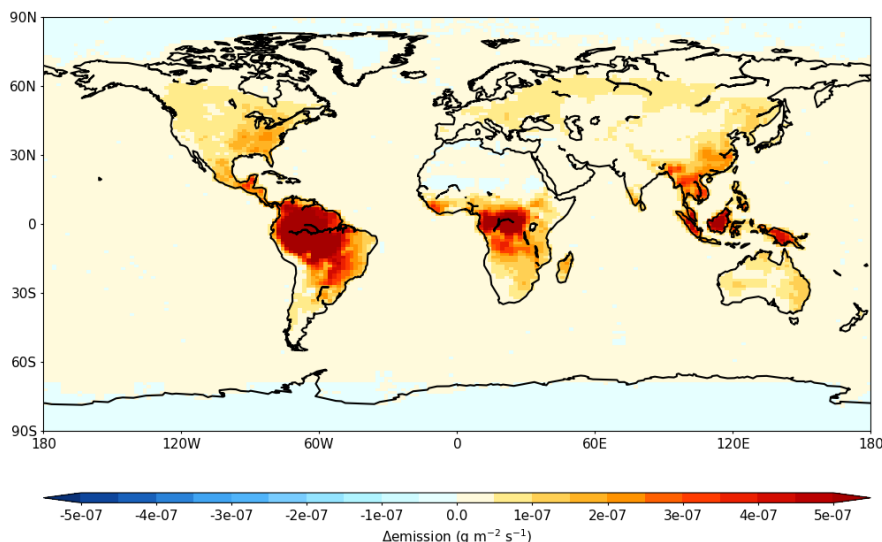 90N
60N
30N
0
30S
60S
90S
180 120W 60W 0 60E 120E 180
-5e-07 -4e-07 -3e-07 -2e-07 -1e-07 0.0 1e-07 2e-07 3e-07 4e-07 5e-07
Δemission (g m⁻² s⁻¹)